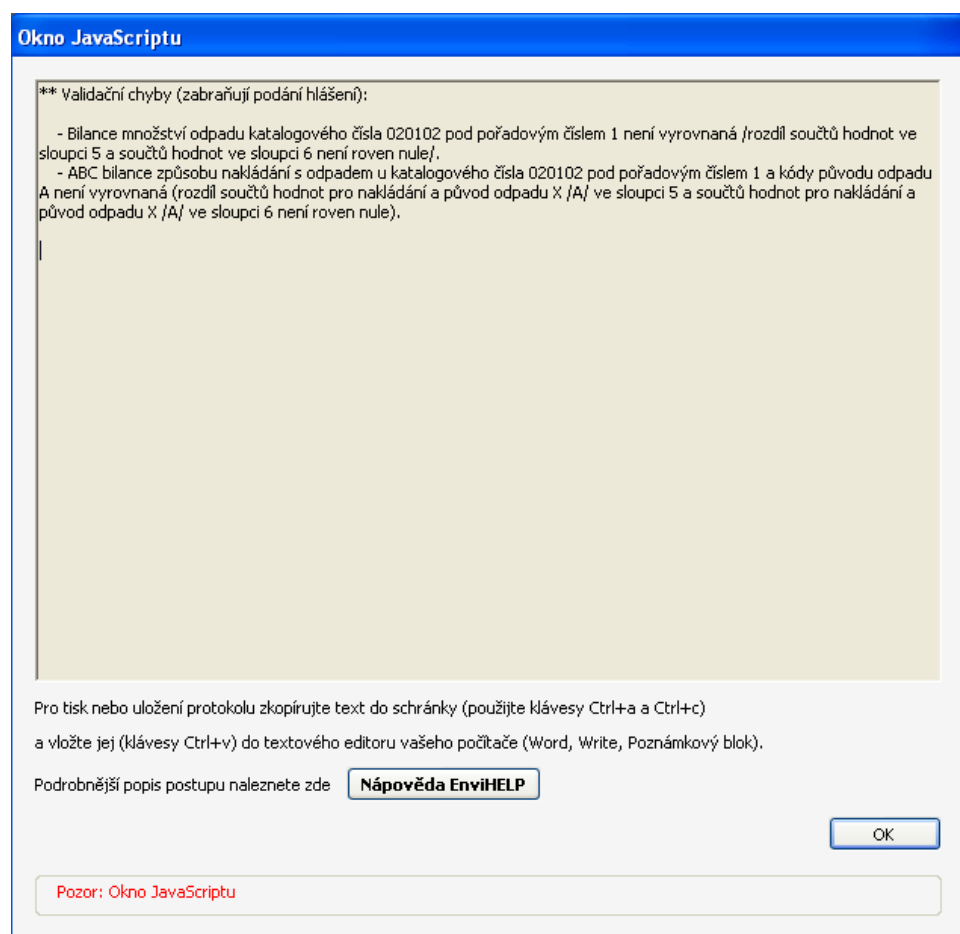 Okno JavaScriptu
** Validační chyby (zabraňují podání hlášení):
- Bilance množství odpadu katalogového čísla 020102 pod pořadovým číslem 1 není vyrovnaná /rozdíl součtů hodnot ve
sloupci 5 a součtů hodnot ve sloupci 6 není roven nule/.
- ABC bilance způsobu nakládání s odpadem u katalogového čísla 020102 pod pořadovým číslem 1 a kódy původu odpadu
A není vyrovnaná (rozdíl součtů hodnot pro nakládání a původ odpadu X /A/ ve sloupci 5 a součtů hodnot pro nakládání a
původ odpadu X /A/ ve sloupci 6 není roven nule).
Pro tisk nebo uložení protokolu zkopírujte text do schránky (použijte klávesy Ctrl+a a Ctrl+c)
a vložte jej (klávesy Ctrl+v) do textového editoru vašeho počítače (Word, Write, Poznámkový blok).
Podrobnější popis postupu naleznete zde Nápověda EnviHELP
OK
Pozor: Okno JavaScriptu